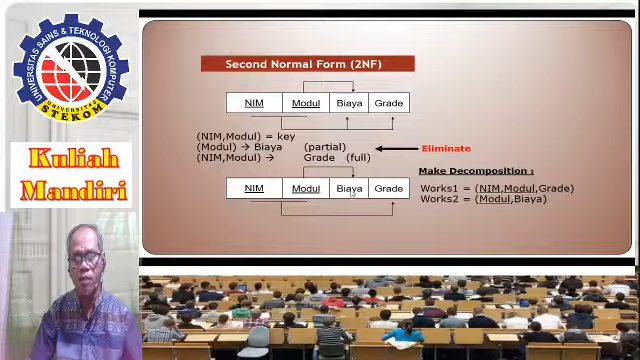 UNIVERSITAS SAINS & TEKNOLOGI KOMPUTER
UNIVERSITAS
STEKOM
Kuliah
Mandiri
Second Normal Form (2NF)
NIM Modul Biaya Grade
(NIM,Modul) = key
(Modul) → Biaya (partial)
(NIM,Modul) → Grade (full)
Eliminate
NIM Modul Biaya Grade
Make Decomposition :
Works1 = (NIM,Modul,Grade)
Works2 = (Modul,Biaya)